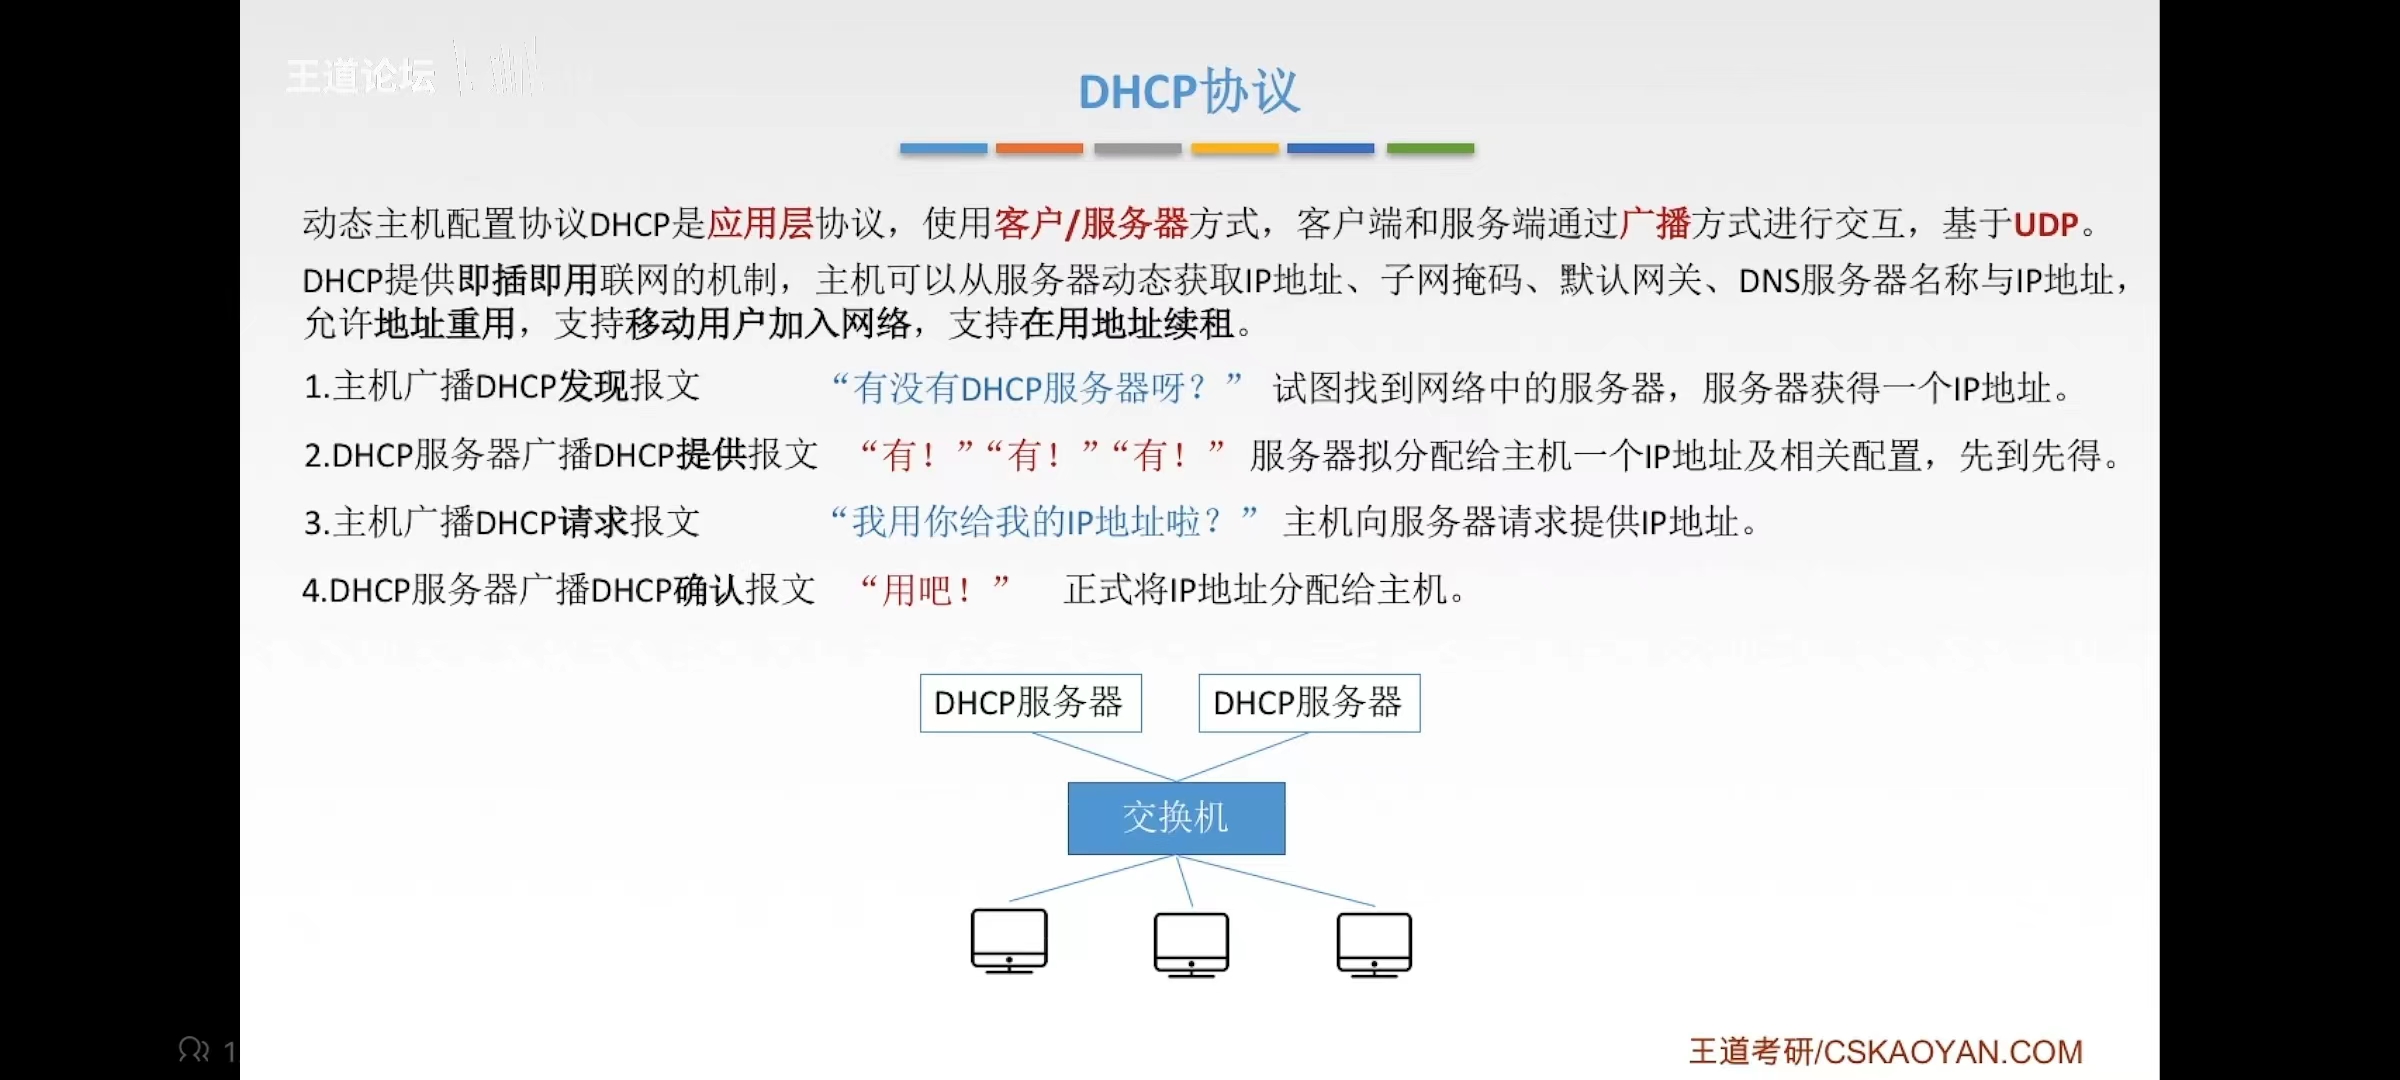 王道论坛
DHCP协议
动态主机配置协议DHCP是应用层协议，使用客户/服务器方式，客户端和服务端通过广播方式进行交互，基于UDP。
DHCP提供即插即用联网的机制，主机可以从服务器动态获取IP地址、子网掩码、默认网关、DNS服务器名称与IP地址，
允许地址重用，支持移动用户加入网络，支持在用地址续租。
1.主机广播DHCP发现报文 “有没有DHCP服务器呀？” 试图找到网络中的服务器，服务器获得一个IP地址。
2.DHCP服务器广播DHCP提供报文 “有！”“有！”“有！” 服务器拟分配给主机一个IP地址及相关配置，先到先得。
3.主机广播DHCP请求报文 “我用你给我的IP地址啦？” 主机向服务器请求提供IP地址。
4.DHCP服务器广播DHCP确认报文 “用吧！” 正式将IP地址分配给主机。
DHCP服务器 DHCP服务器
交换机
1
王道考研/CSKAOYAN.COM